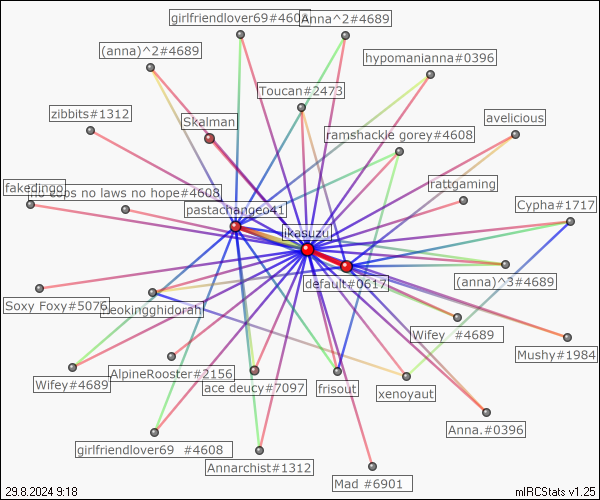 girlfriendlover69#460
Anna^2#4689
(anna)^2#4689
hypomanianna#0396
Toucan#2473
zibbits#1312
Skalman
avelicious
ramshackle gorey#4608
fakedingo
cops no laws no hope#4608
rattgaming
pastachange041
Cypha#1717
ikasuzu
default#0617
(anna)^3#4689
Soxy Foxy#5076
eokingghidorah
Wifey #4689
Mushy#1984
AlpineRooster#2156
Wifey#4689
ace deucy#7097
frisout
xenoyaut
Anna.#0396
girlfriendlover69 #4608
Annarchist#1312
Mad #6901
29.8.2024 9:18
mIRCStats v1.25